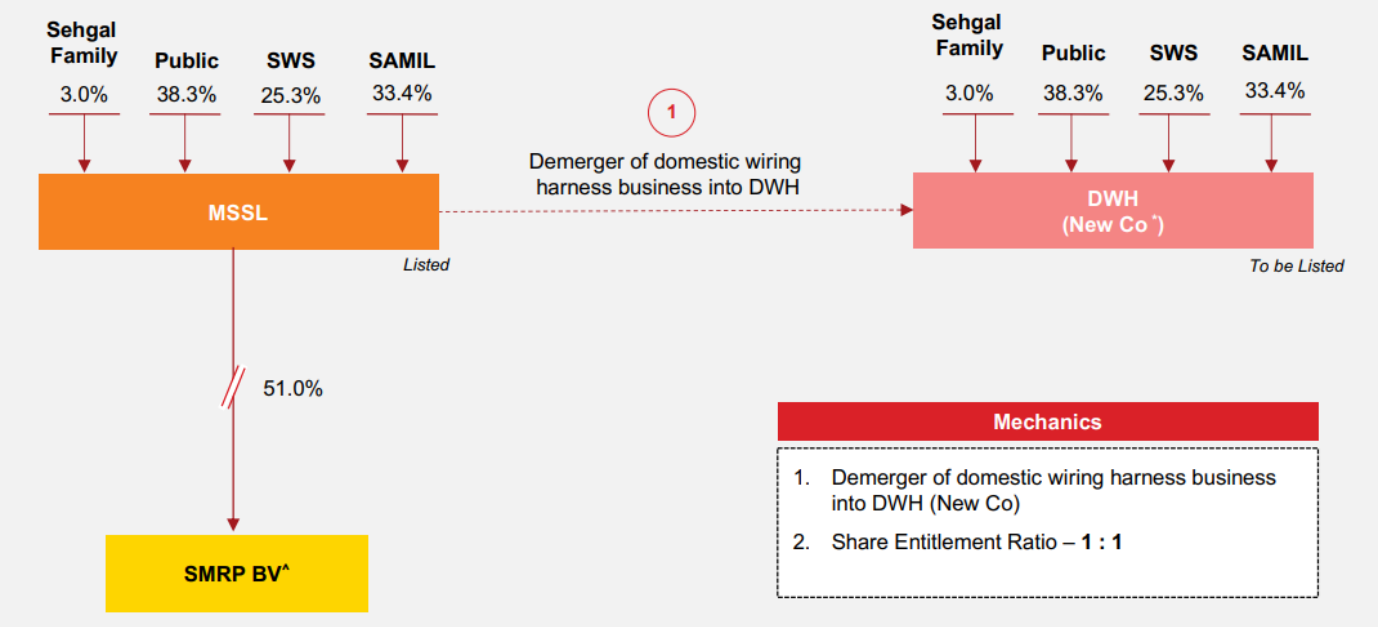 Sehgal
Family
Public
SWS
SAMIL
3.0%
38.3%
25.3%
33.4%
MSSL
Listed
1
Demerger of domestic wiring
harness business into DWH
Sehgal
Family
Public
SWS
SAMIL
3.0%
38.3%
25.3%
33.4%
DWH
(New Co*)
To be Listed
51.0%
SMRP BV^
Mechanics
1. Demerger of domestic wiring harness business
into DWH (New Co)
2. Share Entitlement Ratio – 1 : 1